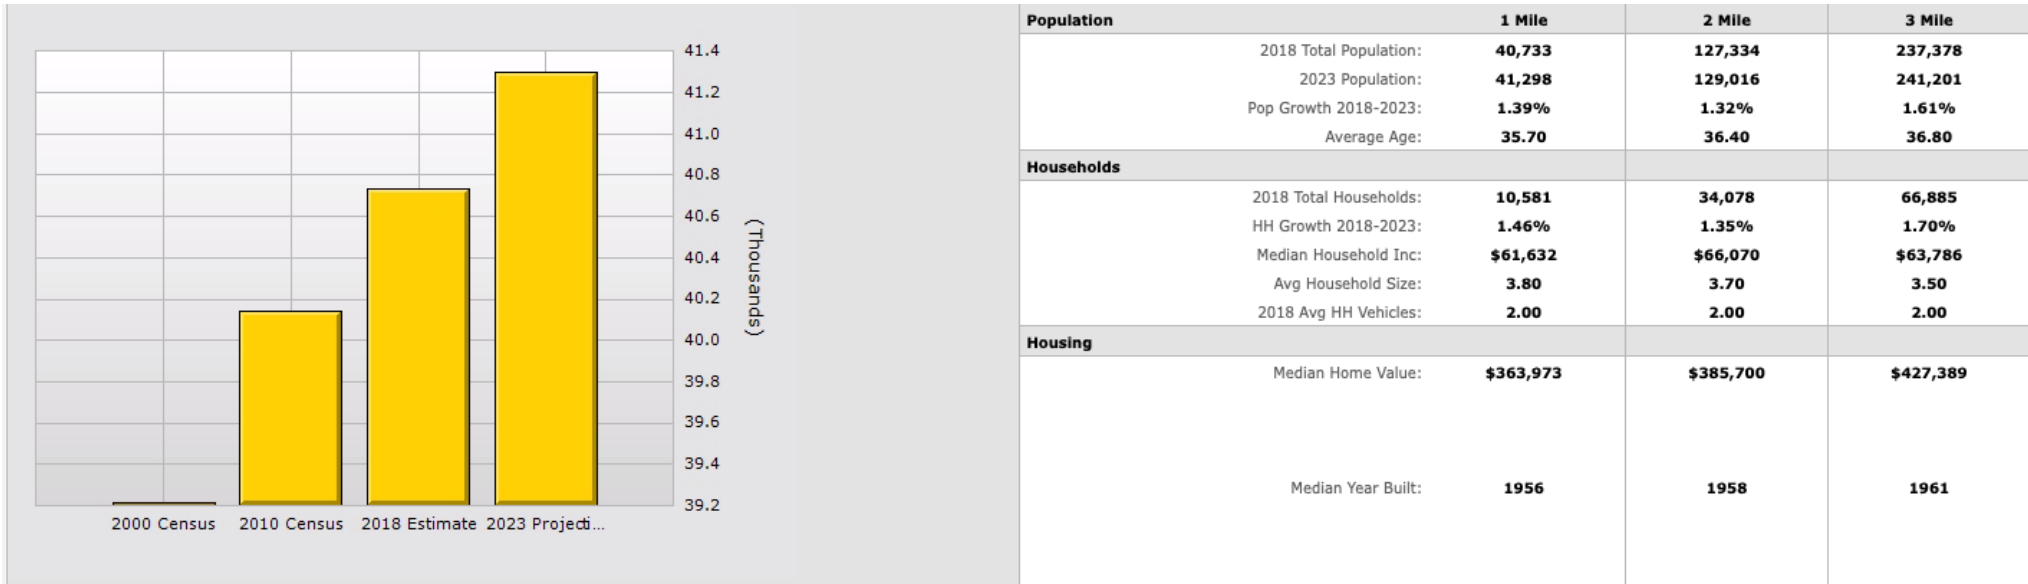 41.4
41.2
41.0
40.8
40.6
40.4
40.2
40.0
39.8
39.6
39.4
39.2
(Thousands)
2000 Census 2010 Census 2018 Estimate 2023 Projecti...
Population 1 Mile 2 Mile 3 Mile
2018 Total Population: 40,733 127,334 237,378
2023 Population: 41,298 129,016 241,201
Pop Growth 2018-2023: 1.39% 1.32% 1.61%
Average Age: 35.70 36.40 36.80
Households
2018 Total Households: 10,581 34,078 66,885
HH Growth 2018-2023: 1.46% 1.35% 1.70%
Median Household Inc: $61,632 $66,070 $63,786
Avg Household Size: 3.80 3.70 3.50
2018 Avg HH Vehicles: 2.00 2.00 2.00
Housing
Median Home Value: $363,973 $385,700 $427,389
Median Year Built: 1956 1958 1961